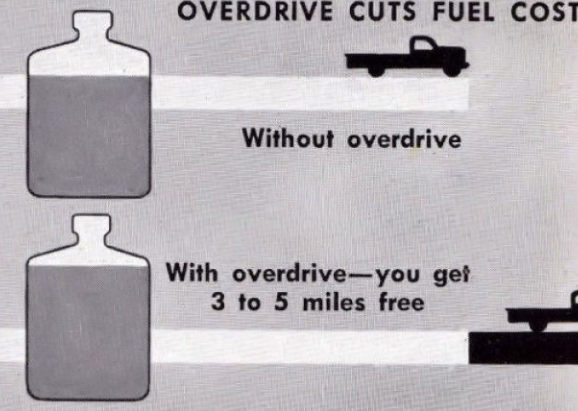 OVERDRIVE CUTS FUEL COST
Without overdrive
With overdrive—you get
3 to 5 miles free